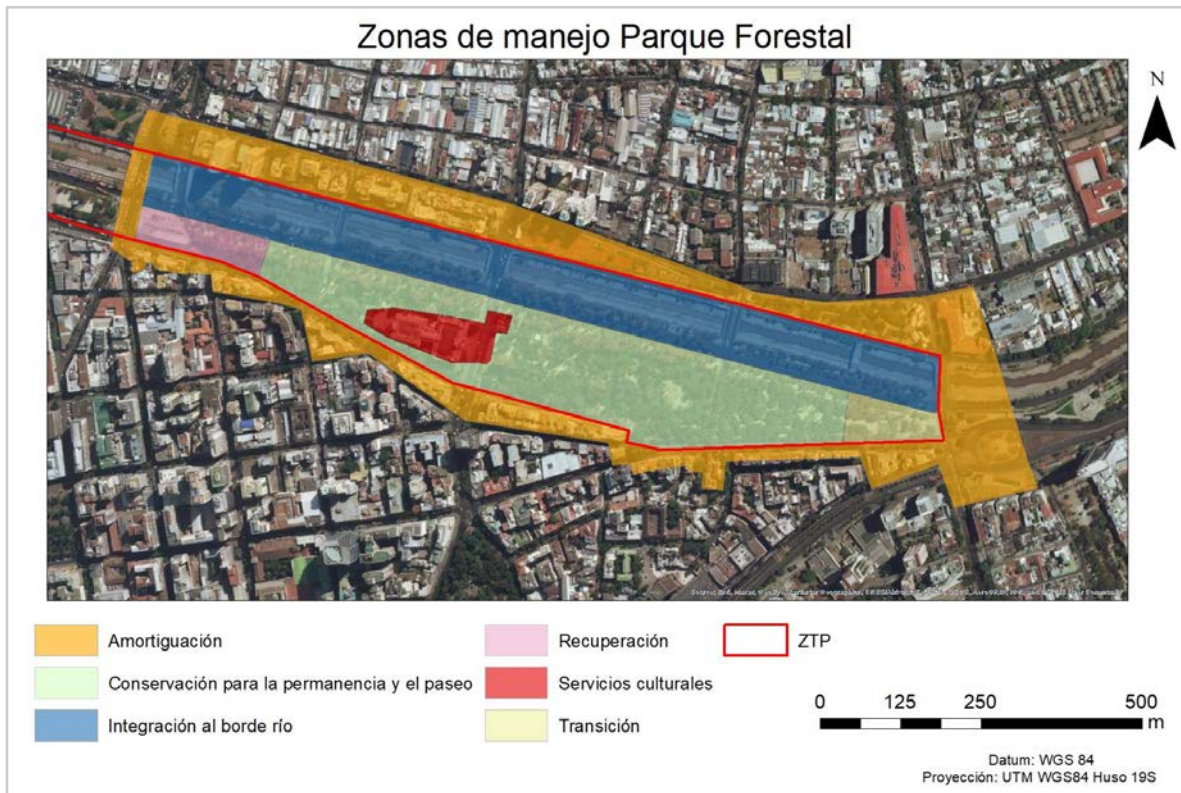 Zonas de manejo Parque Forestal
N
Amortiguación
Conservación para la permanencia y el paseo
Integración al borde río
Recuperación
Servicios culturales
Transición
ZTP
0 125 250 500
m
Datum: WGS 84
Proyección: UTM WGS84 Huso 19S